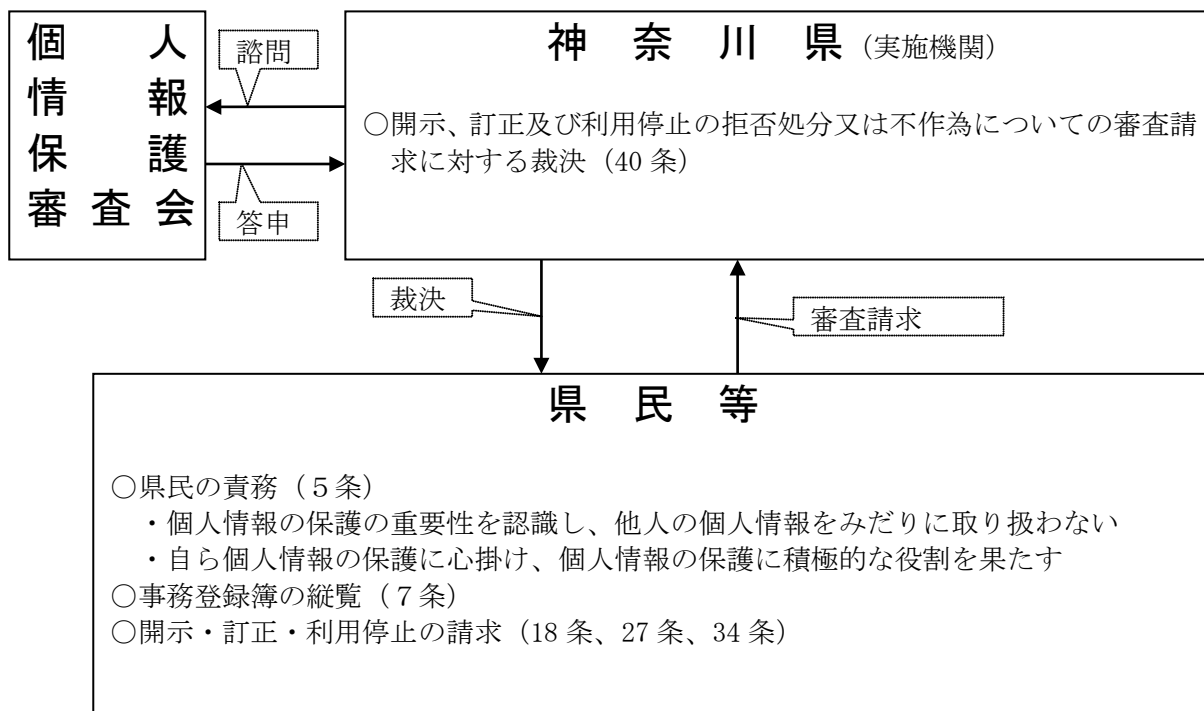 個人
情報
保護
審査会
諮問
答申
神奈川県（実施機関）
○開示、訂正及び利用停止の拒否処分又は不作為についての審査請
求に対する裁決（40 条）
裁決
審査請求
県民等
○県民の責務（５条）
・個人情報の保護の重要性を認識し、他人の個人情報をみだりに取り扱わない
・自ら個人情報の保護に心掛け、個人情報の保護に積極的な役割を果たす
○事務登録簿の縦覧（７条）
○開示・訂正・利用停止の請求（18 条、27 条、34 条）